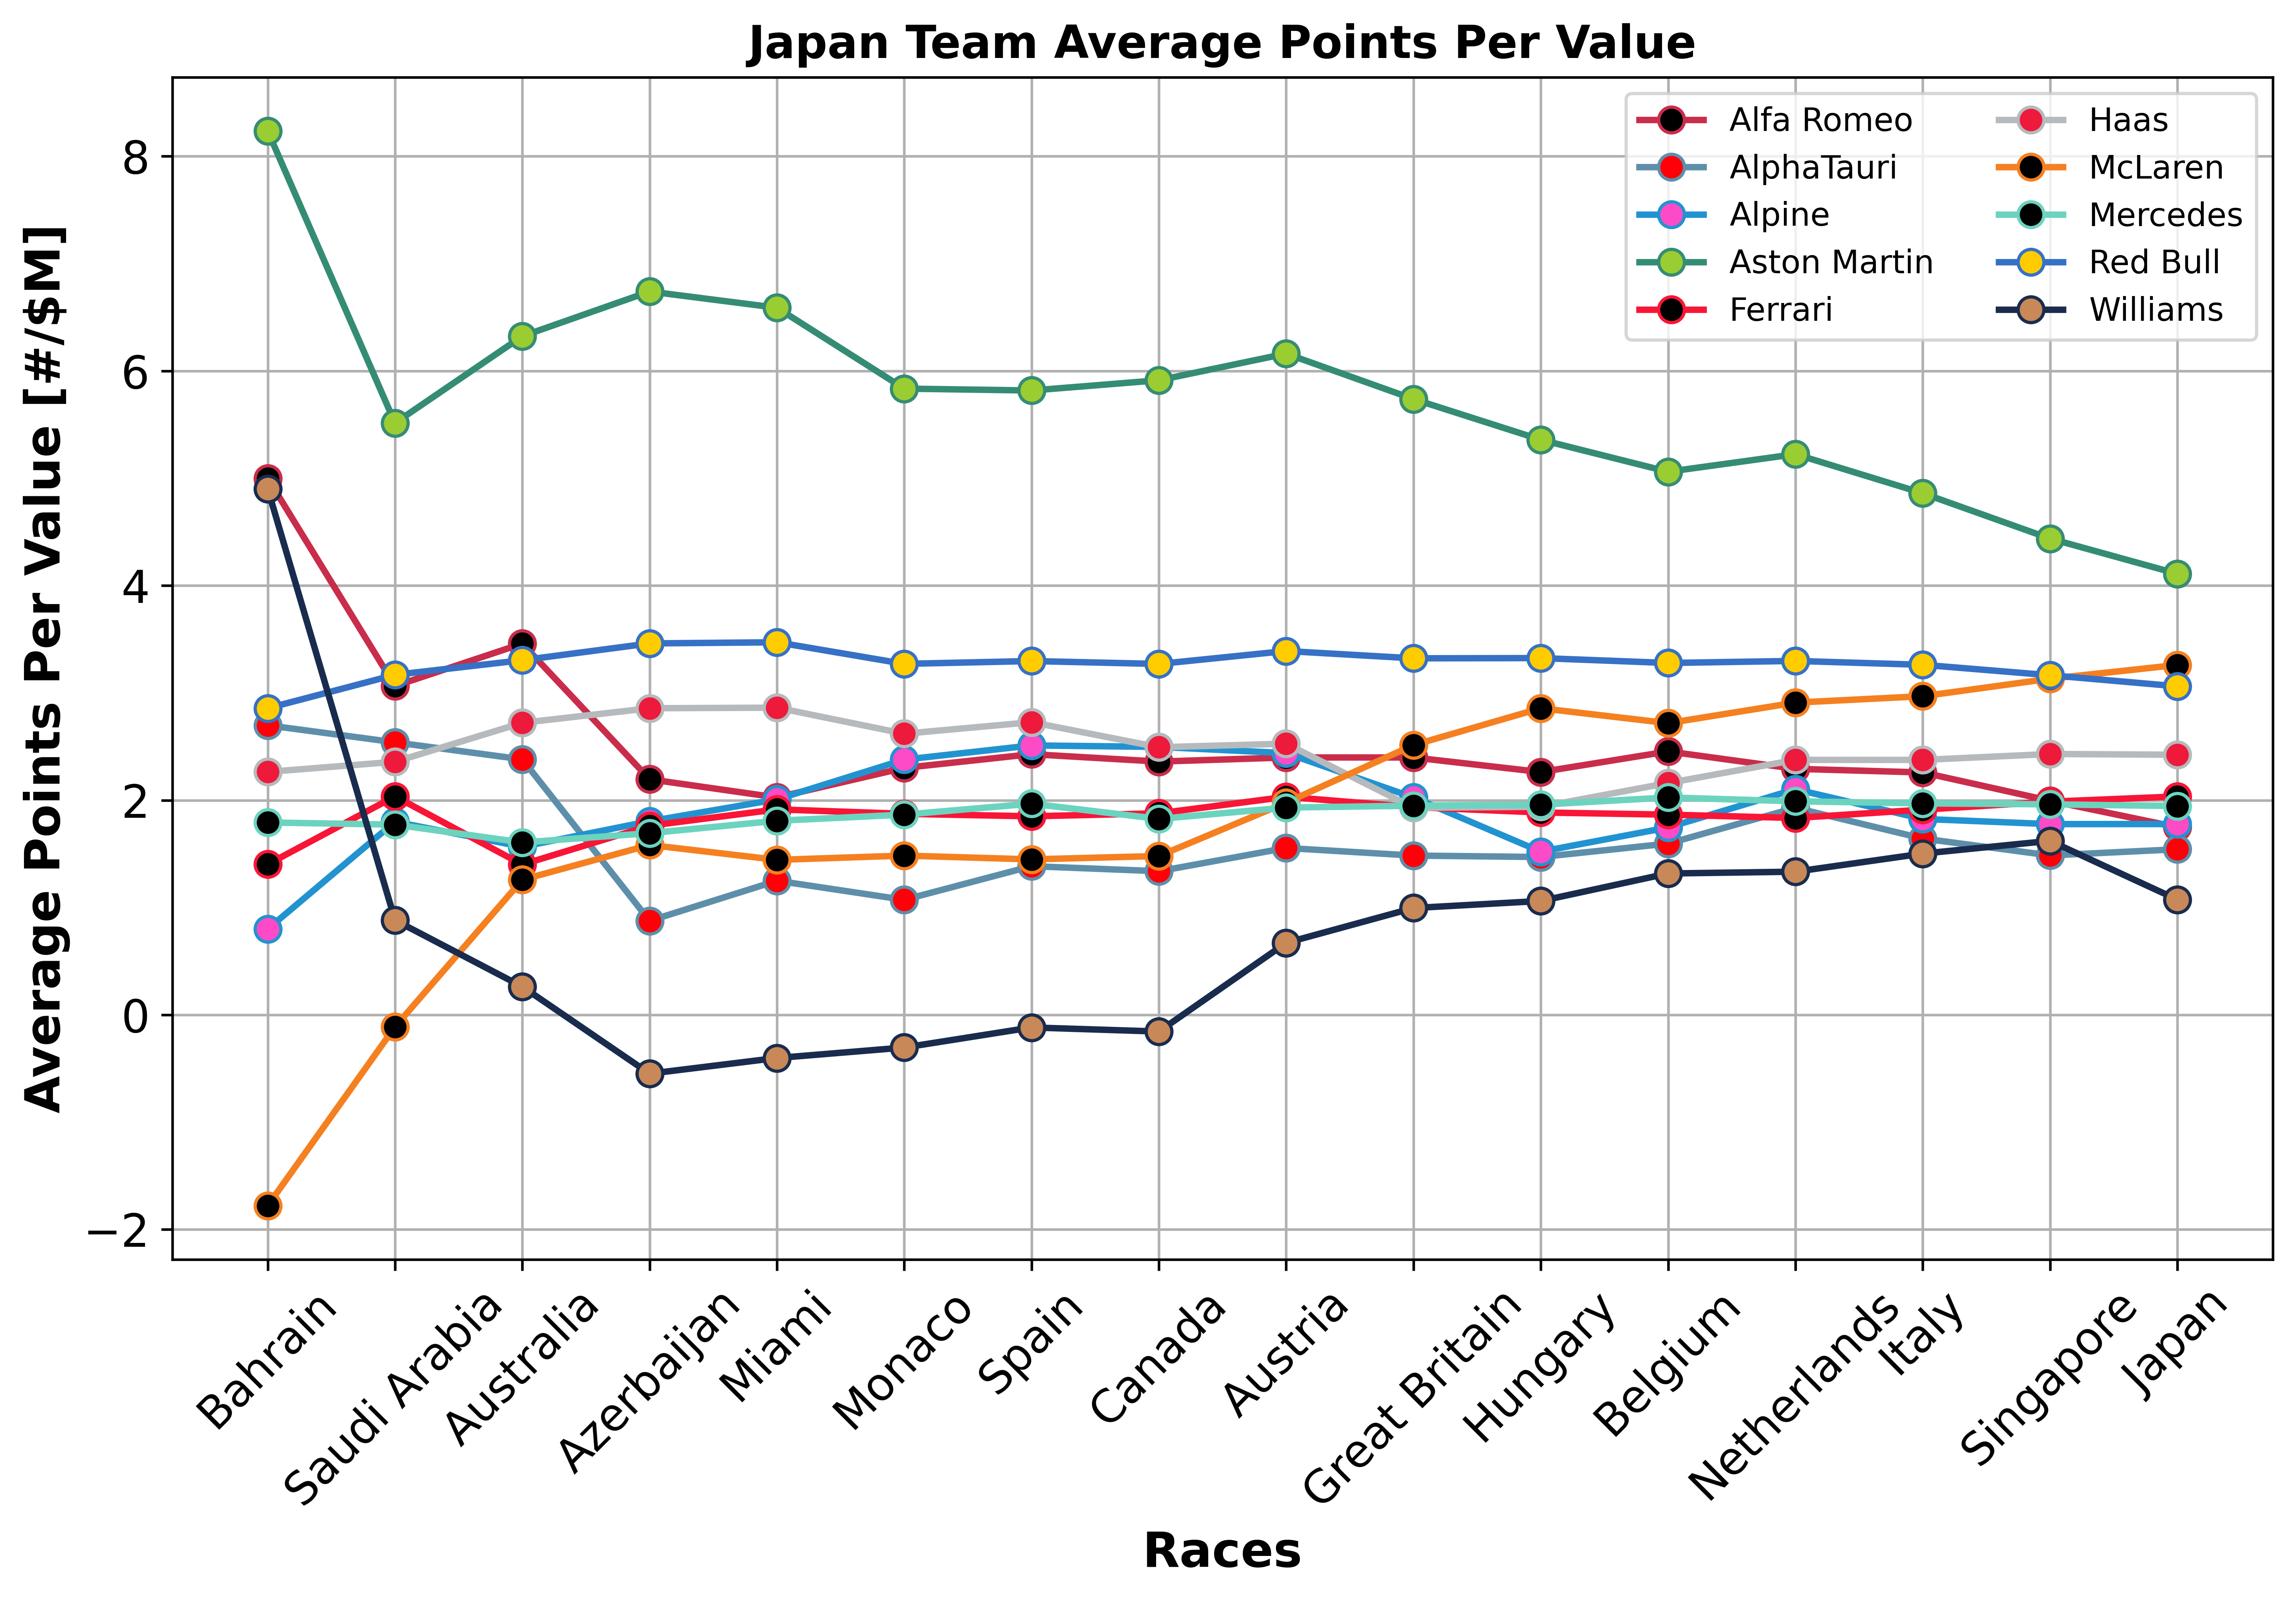 Japan Team Average Points Per Value
Average Points Per Value [#/$M]
8
6
4
2
0
−2
Alfa Romeo
AlphaTauri
Alpine
Aston Martin
Ferrari
Haas
McLaren
Mercedes
Red Bull
Williams
Bahrain
Saudi Arabia
Australia
Azerbaijan
Miami
Monaco
Spain
Canada
Austria
Great Britain
Hungary
Belgium
Netherlands
Italy
Singapore
Japan
Races